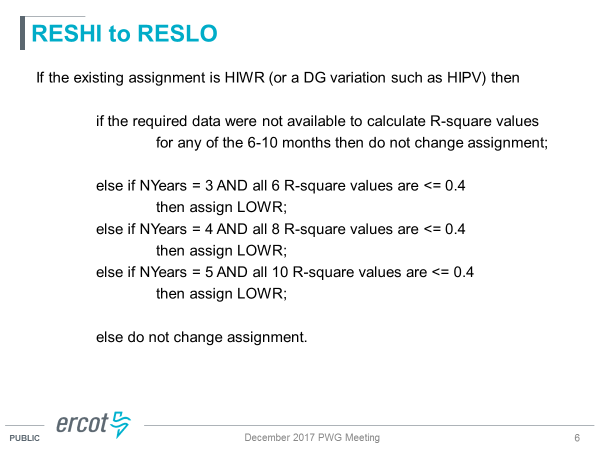 RESHI to RESLO
If the existing assignment is HIWR (or a DG variation such as HIPV) then
if the required data were not available to calculate R-square values
for any of the 6-10 months then do not change assignment;
else if NYears = 3 AND all 6 R-square values are <= 0.4
then assign LOWR;
else if NYears = 4 AND all 8 R-square values are <= 0.4
then assign LOWR;
else if NYears = 5 AND all 10 R-square values are <= 0.4
then assign LOWR;
else do not change assignment.
ercot
PUBLIC
December 2017 PWG Meeting
6